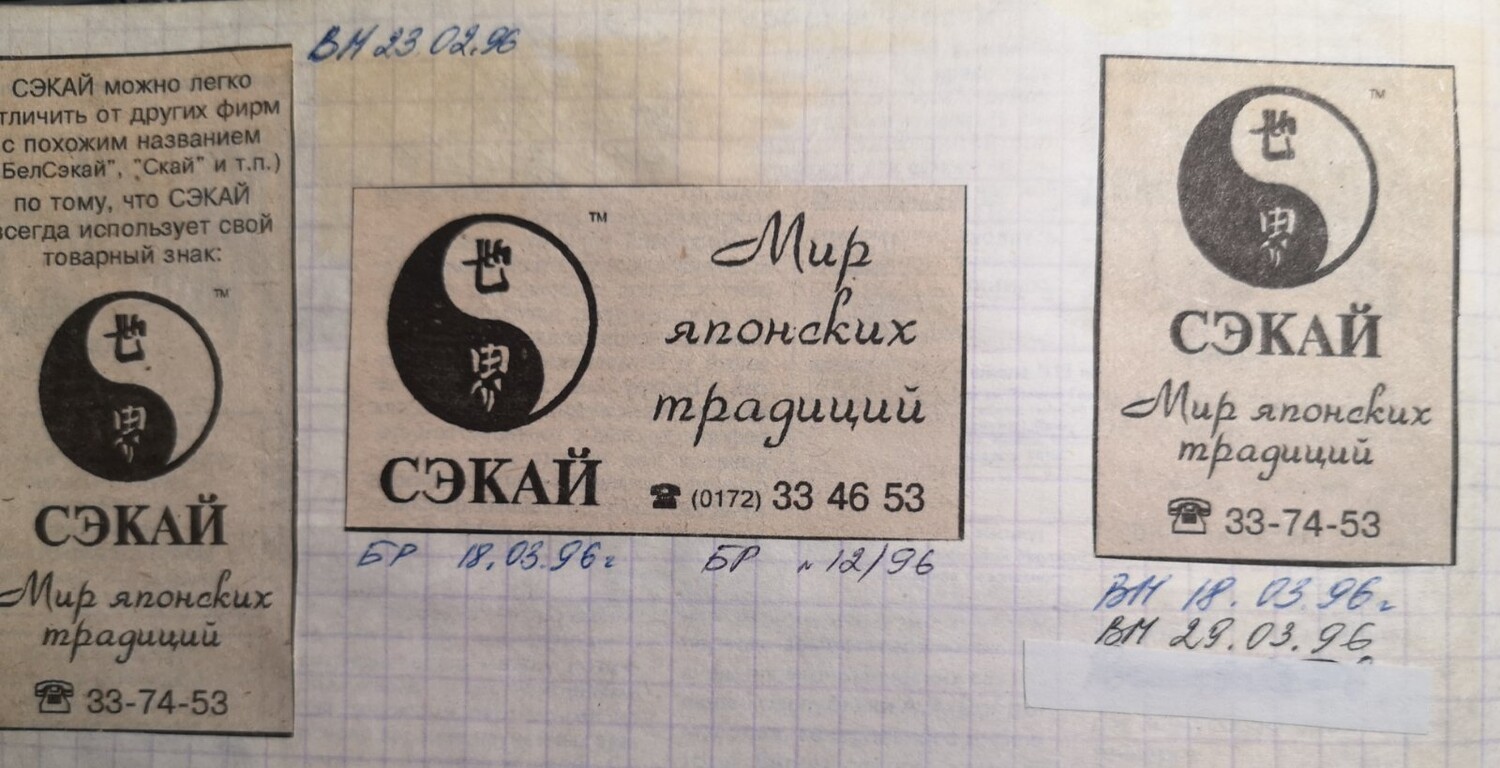 ВМ 23.02.96
СЭКАЙ можно легко
тличить от других фирм
с похожим названием
БелСэкай", "Скай" и т.п.)
по тому, что СЭКАЙ
всегда использует свой
товарный знак:
TM
世
界
СЭКАЙ
Мир японских
традиций
☎ 33-74-53
TM
世
界
СЭКАЙ
Мир
японских
традиций
☎ (0172) 33 46 53
БР 18.03.96г БР №12/96
TM
世
界
СЭКАЙ
Мир японских
традиций
☎ 33-74-53
ВМ 18.03.96г
ВМ 29.03.96